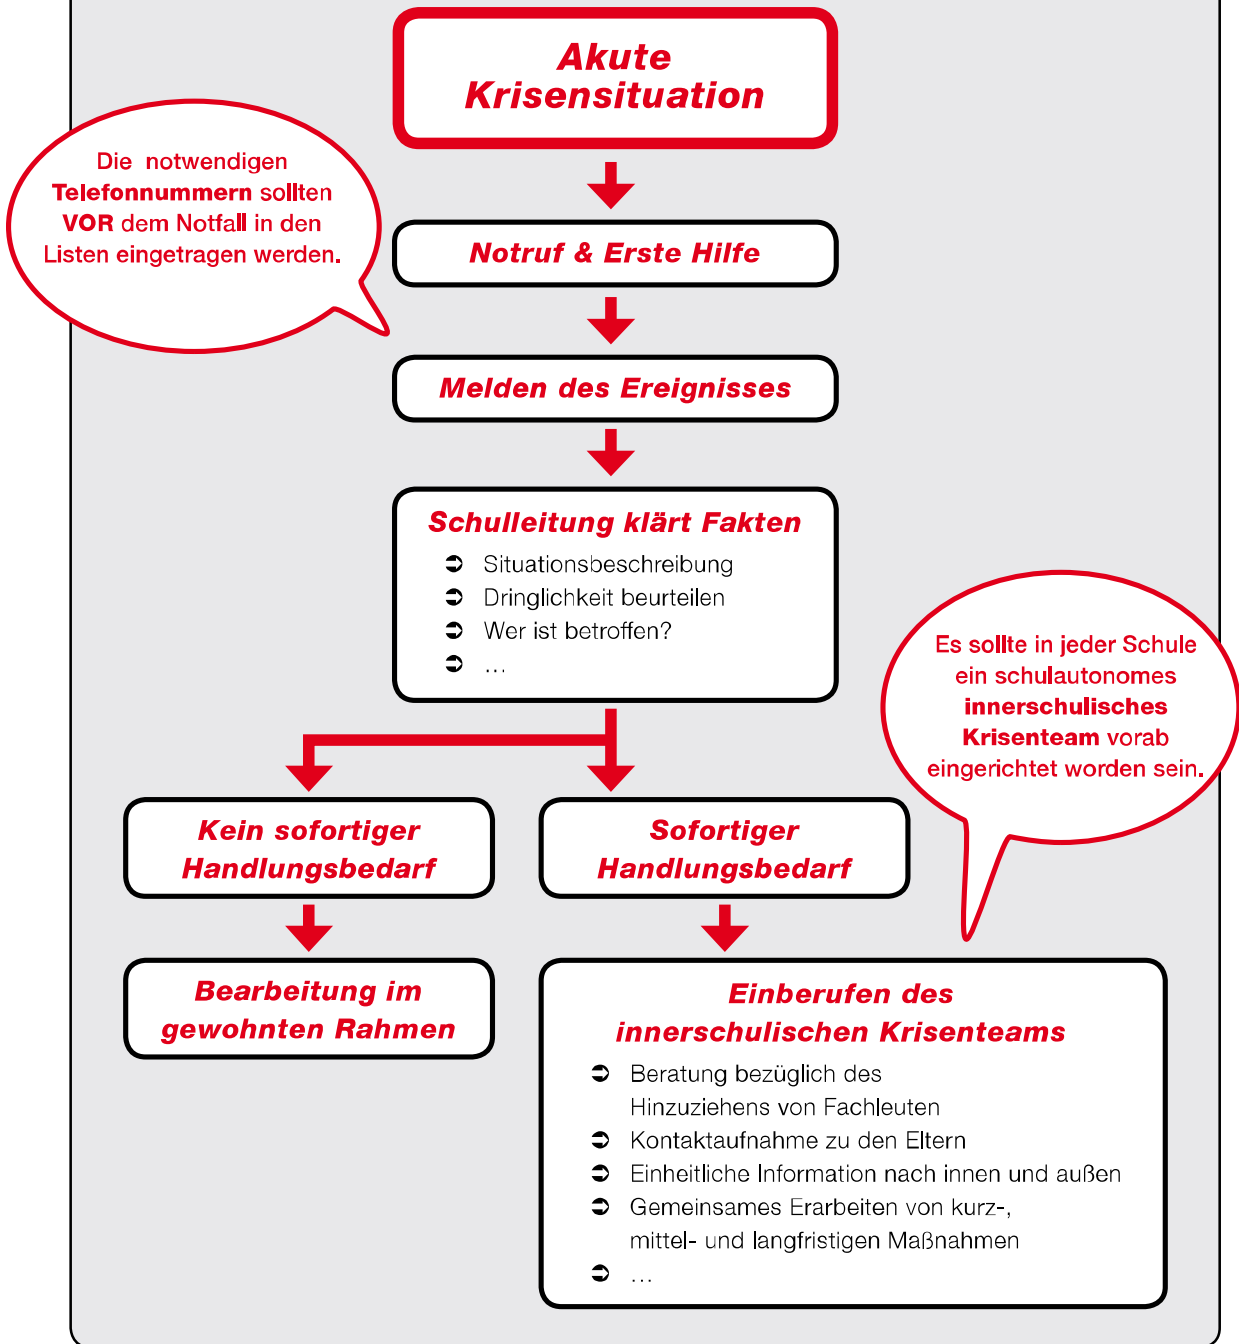 Akute
Krisensituation
Die notwendigen
Telefonnummern sollten
VOR dem Notfall in den
Listen eingetragen werden.
Notruf & Erste Hilfe
Melden des Ereignisses
Schulleitung klärt Fakten
➲ Situationsbeschreibung
➲ Dringlichkeit beurteilen
➲ Wer ist betroffen?
➲ ...
Es sollte in jeder Schule
ein schulautonomes
innerschulisches
Krisenteam vorab
eingerichtet worden sein.
Kein sofortiger
Handlungsbedarf
Sofortiger
Handlungsbedarf
Bearbeitung im
gewohnten Rahmen
Einberufen des
innerschulischen Krisenteams
➲ Beratung bezüglich des
Hinzuziehens von Fachleuten
➲ Kontaktaufnahme zu den Eltern
➲ Einheitliche Information nach innen und außen
➲ Gemeinsames Erarbeiten von kurz-,
mittel- und langfristigen Maßnahmen
➲ ...